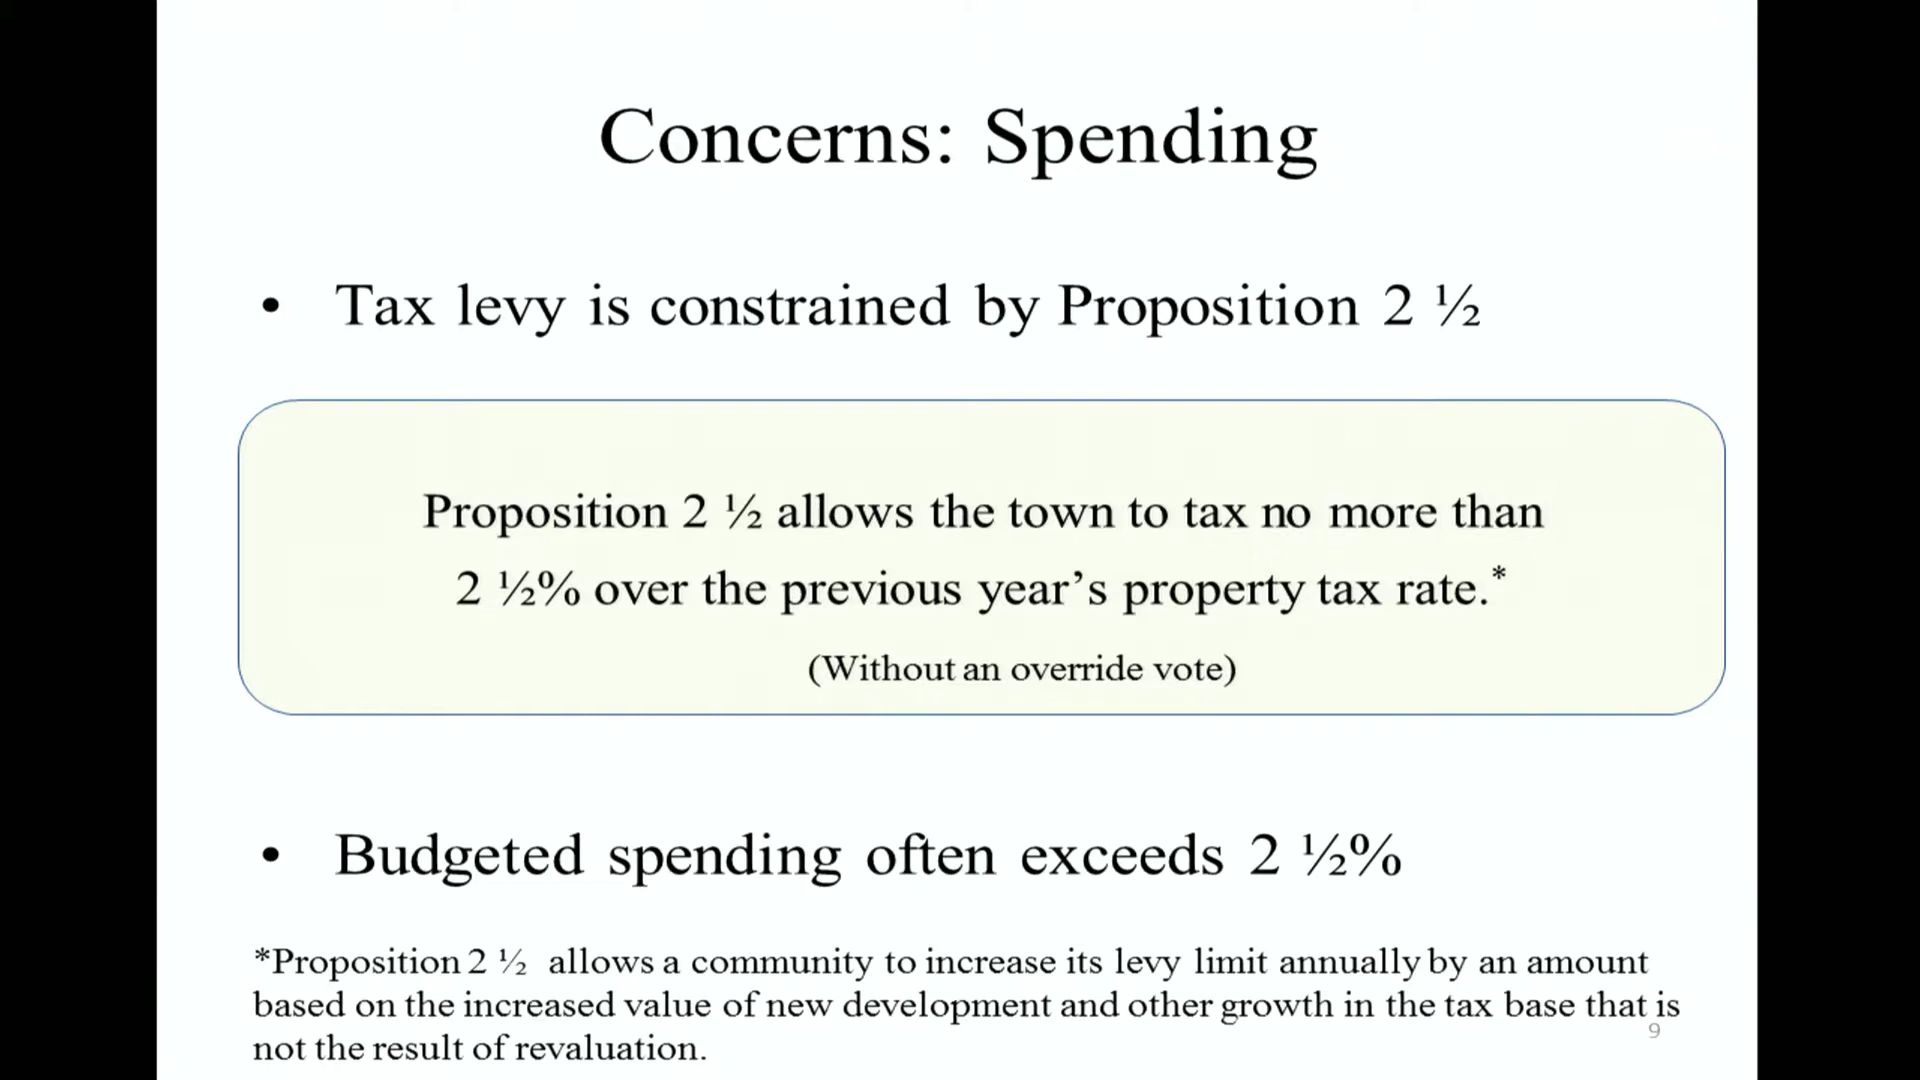 Concerns: Spending
• Tax levy is constrained by Proposition 2 ½
Proposition 2 ½ allows the town to tax no more than
2 ½% over the previous year’s property tax rate.*
(Without an override vote)
• Budgeted spending often exceeds 2 ½%
*Proposition 2 ½ allows a community to increase its levy limit annually by an amount
based on the increased value of new development and other growth in the tax base that is
not the result of revaluation.
9